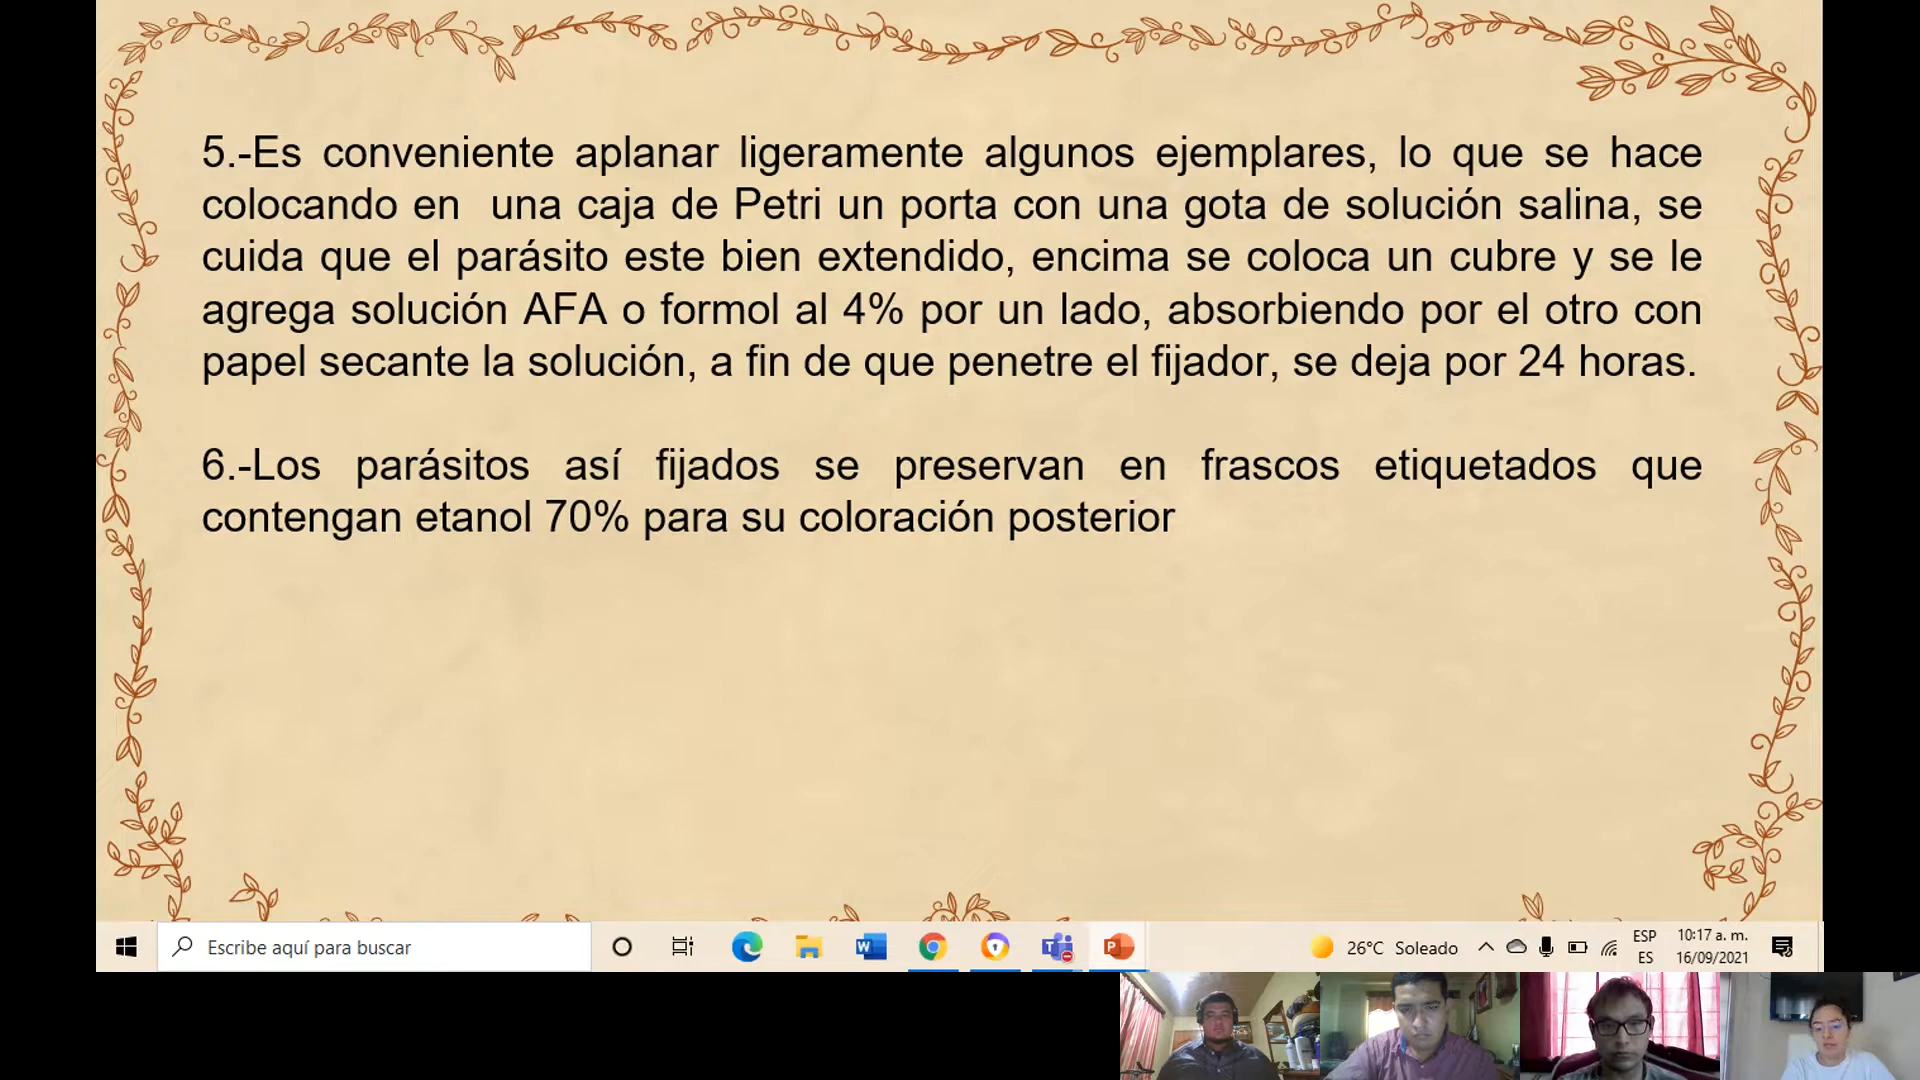 5.-Es conveniente aplanar ligeramente algunos ejemplares, lo que se hace
colocando en una caja de Petri un porta con una gota de solución salina, se
cuida que el parásito este bien extendido, encima se coloca un cubre y se le
agrega solución AFA o formol al 4% por un lado, absorbiendo por el otro con
papel secante la solución, a fin de que penetre el fijador, se deja por 24 horas.
6.-Los parásitos así fijados se preservan en frascos etiquetados que
contengan etanol 70% para su coloración posterior
Escribe aquí para buscar
26°C Soleado
ESP
ES
10:17 a. m.
16/09/2021